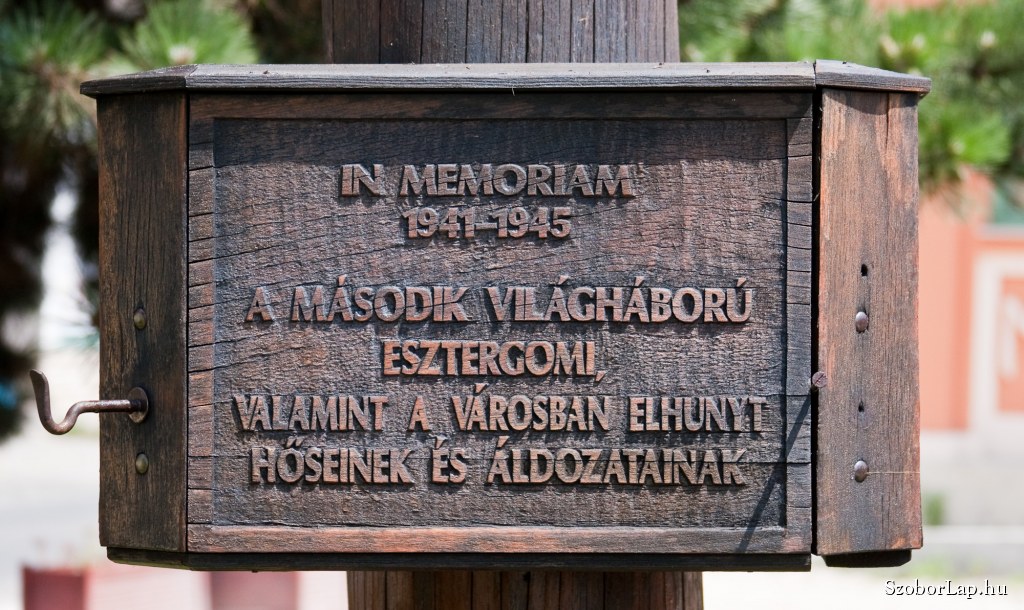 IN MEMORIAM
1941-1945
A MÁSODIK VILÁGHÁBORÚ
ESZTERGOMI,
VALAMINT A VÁROSBAN ELHUNYT
HŐSEINEK ÉS ÁLDOZATAINAK
SzoborLap.hu